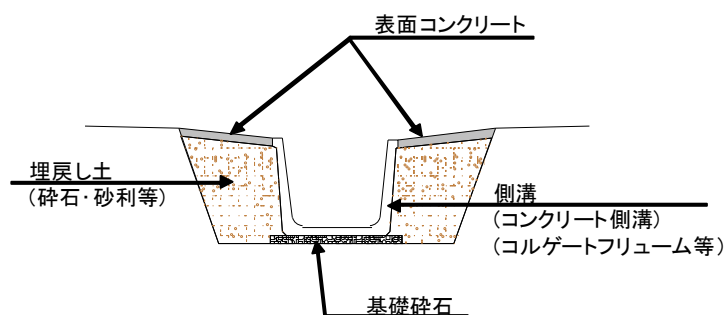 表面コンクリート
埋戻し土
(砕石・砂利等)
側溝
(コンクリート側溝)
(コルゲートフリューム等)
基礎砕石